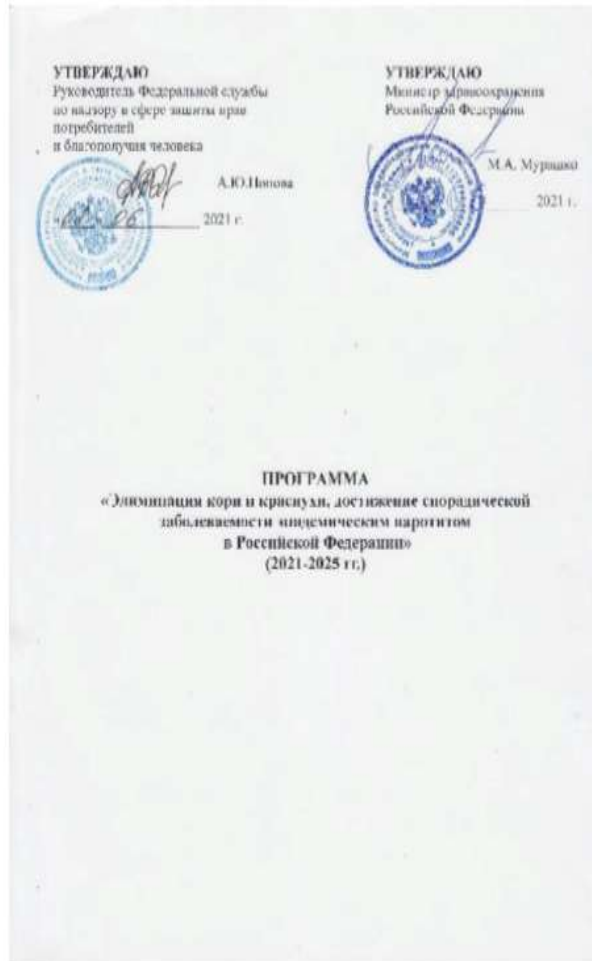 УТВЕРЖДАЮ
Руководитель Федеральной службы
по надзору в сфере защиты прав
потребителей
и благополучия человека
А.Ю.Попова
2021 г.
УТВЕРЖДАЮ
Министр здравоохранения
Российской Федерации
М.А. Мурашко
2021 г.
ПРОГРАММА
«Элиминация кори и краснухи, достижение спорадической
заболеваемости эпидемическим паротитом
в Российской Федерации»
(2021-2025 гг.)